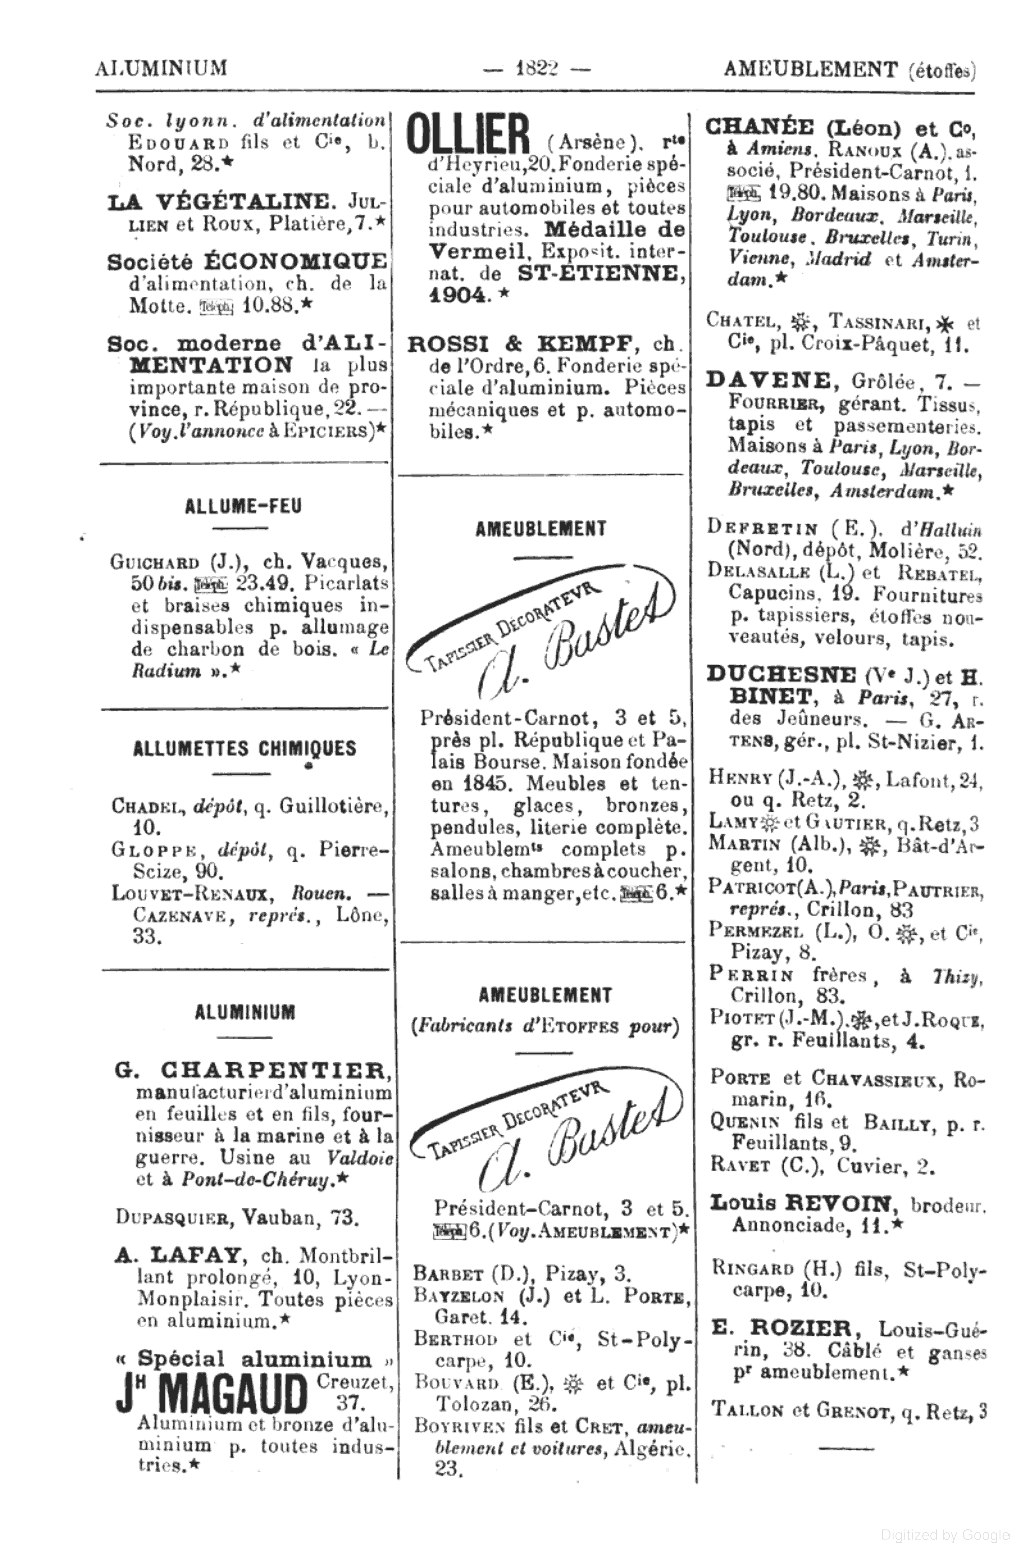 ALUMINIUM — 1822 — AMEUBLEMENT (étoffes)
Soc. lyonn. d'alimentation
EDOUARD fils et Cie, b.
Nord, 28.★
LA VÉGÉTALINE. JUL-
LIEN et ROUX, Platière, 7.★
Société ÉCONOMIQUE
d'alimentation, ch. de la
Motte. Téléph. 10.88.★
Soc. moderne d'ALI-
MENTATION la plus
importante maison de pro-
vince, r. République, 22. —
(Voy. l'annonce à EPICIERS)★
ALLUME-FEU
GUICHARD (J.), ch. Vacques,
50 bis. Téléph. 23.49. Picarlats
et braises chimiques in-
dispensables p. allumage
de charbon de bois. « Le
Radium ».★
ALLUMETTES CHIMIQUES
CHADEL, dépôt, q. Guillotière,
10.
GLOPPE, dépôt, q. Pierre-
Scize, 90.
LOUVET-RENAUX, Rouen. —
CAZENAVE, représ., Lône,
33.
ALUMINIUM
G. CHARPENTIER,
manufacturier d'aluminium
en feuilles et en fils, four-
nisseur à la marine et à la
guerre. Usine au Valdoie
et à Pont-de-Chéruy.★
DUPASQUIER, Vauban, 73.
A. LAFAY, ch. Montbril-
lant prolongé, 10, Lyon-
Monplaisir. Toutes pièces
en aluminium.★
« Spécial aluminium »
JH MAGAUD Creuzet,
37.
Aluminium et bronze d'alu-
minium p. toutes indus-
tries.★
OLLIER (Arsène), rte
d'Heyrieu, 20. Fonderie spé-
ciale d'aluminium, pièces
pour automobiles et toutes
industries. Médaille de
Vermeil, Exposit. inter-
nat. de ST-ÉTIENNE,
1904.★
ROSSI & KEMPF, ch.
de l'Ordre, 6. Fonderie spé-
ciale d'aluminium. Pièces
mécaniques et p. automo-
biles.★
AMEUBLEMENT
TAPISSIER DECORATEVR
A. Bustet
Président-Carnot, 3 et 5,
près pl. République et Pa-
lais Bourse. Maison fondée
en 1845. Meubles et ten-
tures, glaces, bronzes,
pendules, literie complète.
Ameublemts complets p.
salons, chambres à coucher,
salles à manger, etc. Téléph. 6.★
AMEUBLEMENT
(Fabricants d'ETOFFES pour)
TAPISSIER DECORATEVR
A. Bustet
Président-Carnot, 3 et 5.
Téléph. 6. (Voy. AMEUBLEMENT)★
BARBET (D.), Pizay, 3.
BAYZELON (J.) et L. PORTE,
Garet. 14.
BERTHOD et Cie, St-Poly-
carpe, 10.
BOUVARD (E.), ※ et Cie, pl.
Tolozan, 26.
BOYRIVEN fils et CRET, ameu-
blement et voitures, Algérie.
23.
CHANÉE (Léon) et Co,
à Amiens. RANOUX (A.), as-
socié, Président-Carnot, 1.
Téléph. 19.80. Maisons à Paris,
Lyon, Bordeaux, Marseille,
Toulouse, Bruxelles, Turin,
Vienne, Madrid et Amster-
dam.★
CHATEL, ※, TASSINARI, ✠ et
Cie, pl. Croix-Pâquet, 11.
DAVENE, Grôlée, 7. —
FOURRIER, gérant. Tissus,
tapis et passementeries.
Maisons à Paris, Lyon, Bor-
deaux, Toulouse, Marseille,
Bruxelles, Amsterdam.★
DEFRETIN (E.), d'Halluin
(Nord), dépôt, Molière, 52.
DELASALLE (L.) et REBATEL,
Capucins, 19. Fournitures
p. tapissiers, étoffes nou-
veautés, velours, tapis.
DUCHESNE (Ve J.) et H.
BINET, à Paris, 27, r.
des Jeûneurs. — G. AR-
TENS, gér., pl. St-Nizier, 1.
HENRY (J.-A.), ※, Lafont, 24,
ou q. Retz, 2.
LAMY ※ et GAUTIER, q. Retz, 3
MARTIN (Alb.), ※, Bât-d'Ar-
gent, 10.
PATRICOT (A.), Paris, PAUTRIER,
représ., Crillon, 83
PERMEZEL (L.), O. ※, et Cie,
Pizay, 8.
PERRIN frères, à Thizy,
Crillon, 83.
PIOTET (J.-M.), ※, et J. ROQUE,
gr. r. Feuillants, 4.
PORTE et CHAVASSIEUX, Ro-
marin, 16.
QUENIN fils et BAILLY, p. r.
Feuillants, 9.
RAVET (C.), Cuvier, 2.
Louis REVOIN, brodeur.
Annonciade, 11.★
RINGARD (H.) fils, St-Poly-
carpe, 10.
E. ROZIER, Louis-Gué-
rin, 38. Câblé et ganses
pr ameublement.★
TALLON et GRENOT, q. Retz, 3
Digitized by Google